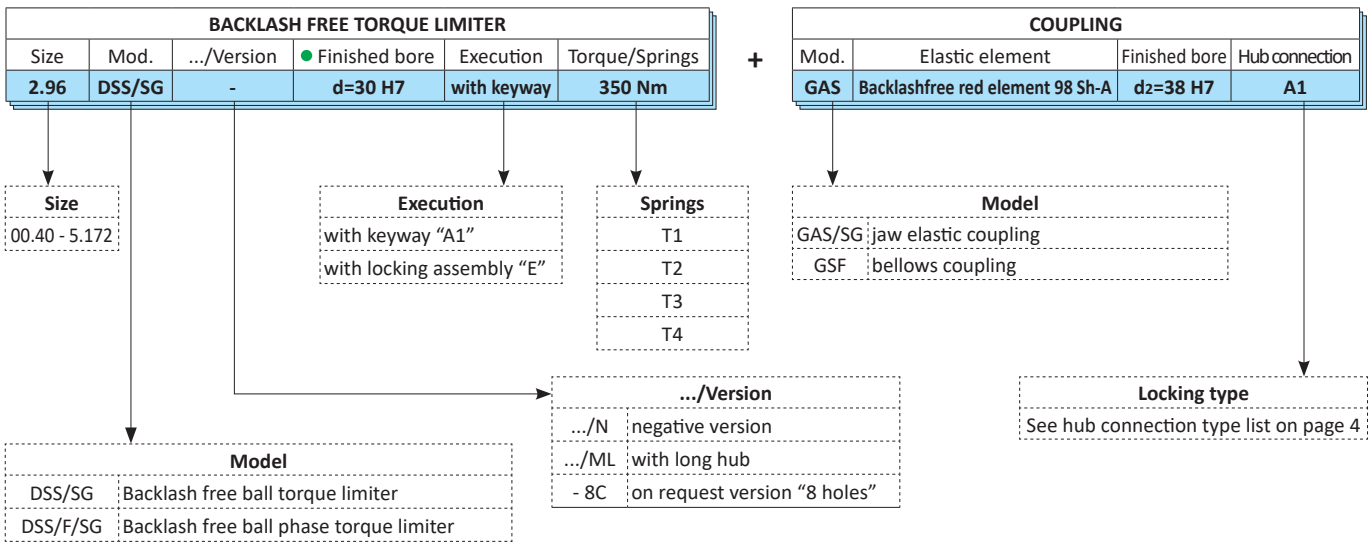 BACKLASH FREE TORQUE LIMITER
Size Mod. .../Version Finished bore Execution Torque/Springs
2.96 DSS/SG - d=30 H7 with keyway 350 Nm
+
COUPLING
Mod. Elastic element Finished bore Hub connection
GAS Backlashfree red element 98 Sh-A d2=38 H7 A1
Size
00.40 - 5.172
Execution
with keyway “A1”
with locking assembly “E”
Springs
T1
T2
T3
T4
Model
GAS/SG jaw elastic coupling
GSF bellows coupling
.../Version
.../N negative version
.../ML with long hub
- 8C on request version “8 holes”
Locking type
See hub connection type list on page 4
Model
DSS/SG Backlash free ball torque limiter
DSS/F/SG Backlash free ball phase torque limiter